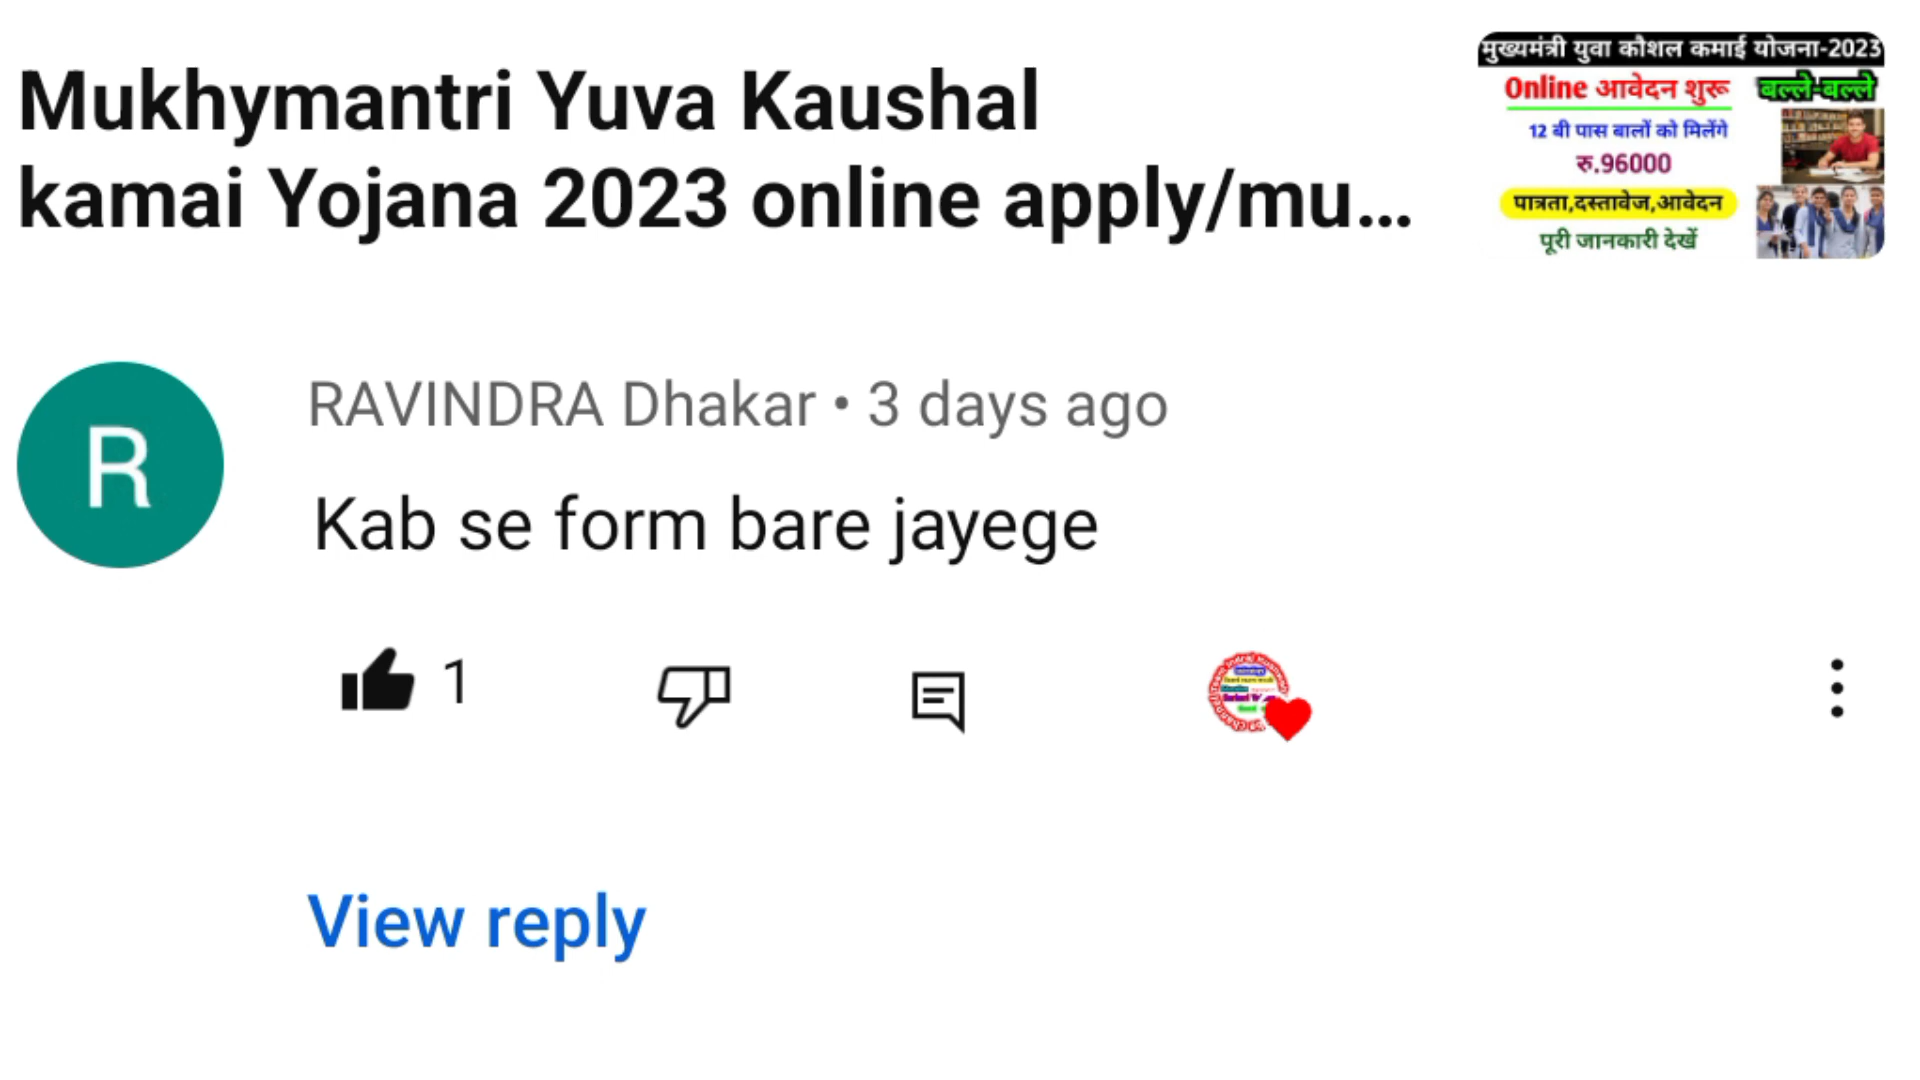 Mukhymantri Yuva Kaushal
kamai Yojana 2023 online apply/mu...
मुख्यमंत्री युवा कौशल कमाई योजना-2023
Online आवेदन शुरू
बल्ले-बल्ले
12 बी पास बालों को मिलेंगे
रु.96000
पात्रता,दस्तावेज,आवेदन
पूरी जानकारी देखें
R
RAVINDRA Dhakar • 3 days ago
Kab se form bare jayege
1
View reply